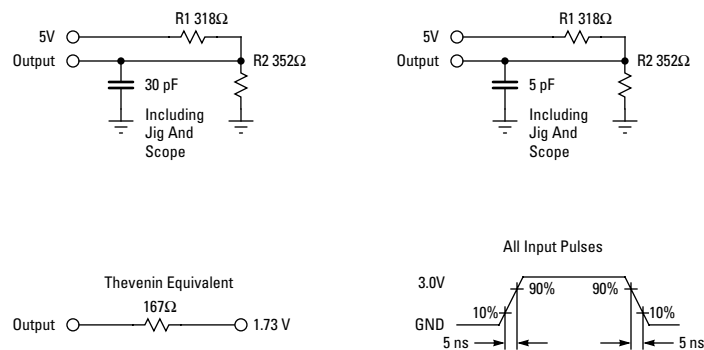 R1 318Ω
5V
Output
R2 352Ω
30 pF
Including
Jig And
Scope
R1 318Ω
5V
Output
R2 352Ω
5 pF
Including
Jig And
Scope
Thevenin Equivalent
167Ω
Output
1.73 V
All Input Pulses
3.0V
90%
90%
10%
10%
GND
5 ns
5 ns